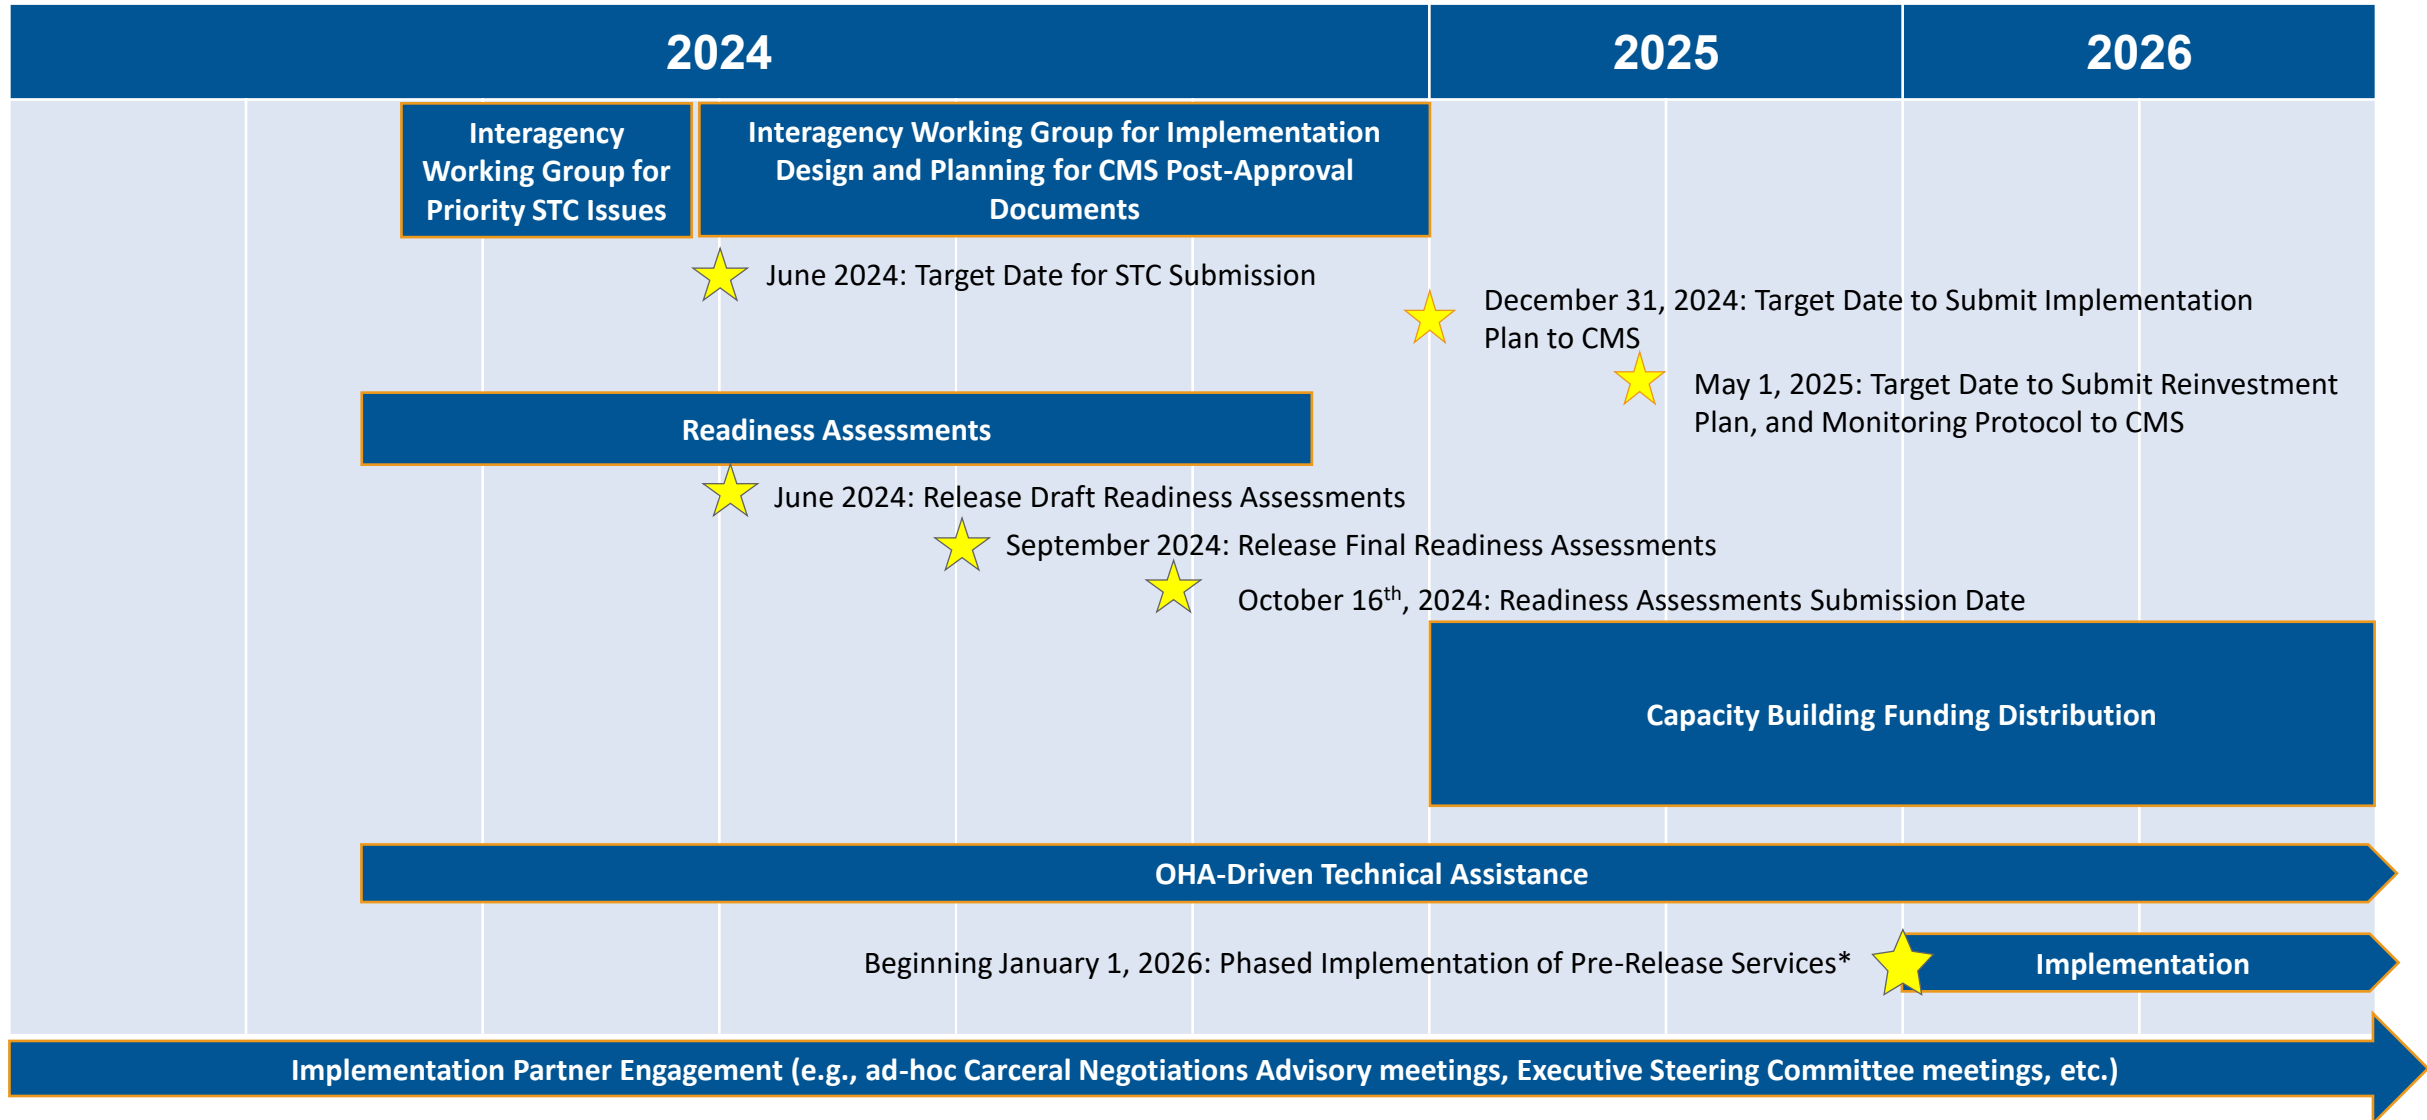 2024
2025
2026
Interagency
Working Group for
Priority STC Issues
Interagency Working Group for Implementation
Design and Planning for CMS Post-Approval
Documents
June 2024: Target Date for STC Submission
December 31, 2024: Target Date to Submit Implementation
Plan to CMS
May 1, 2025: Target Date to Submit Reinvestment
Plan, and Monitoring Protocol to CMS
Readiness Assessments
June 2024: Release Draft Readiness Assessments
September 2024: Release Final Readiness Assessments
October 16th, 2024: Readiness Assessments Submission Date
Capacity Building Funding Distribution
OHA-Driven Technical Assistance
Beginning January 1, 2026: Phased Implementation of Pre-Release Services*
Implementation
Implementation Partner Engagement (e.g., ad-hoc Carceral Negotiations Advisory meetings, Executive Steering Committee meetings, etc.)